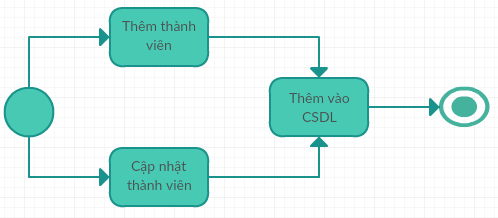 Thêm thành
viên
Thêm vào
CSDL
Cập nhật
thành viên